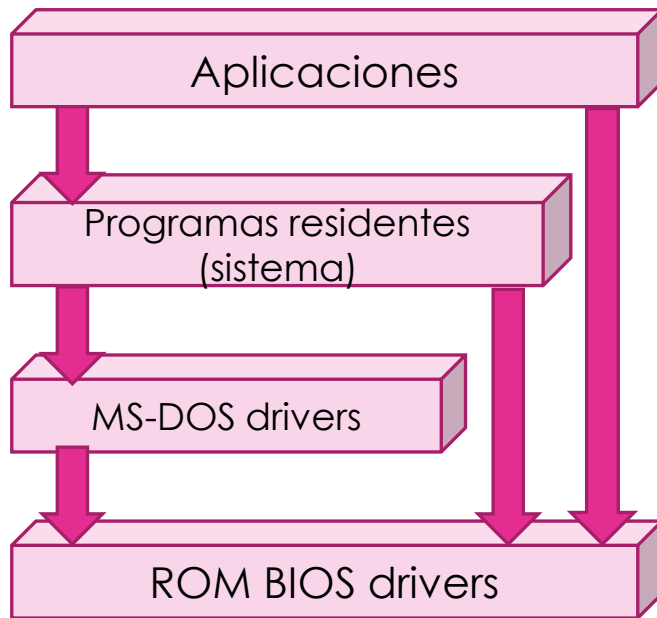 Aplicaciones
Programas residentes
(sistema)
MS-DOS drivers
ROM BIOS drivers